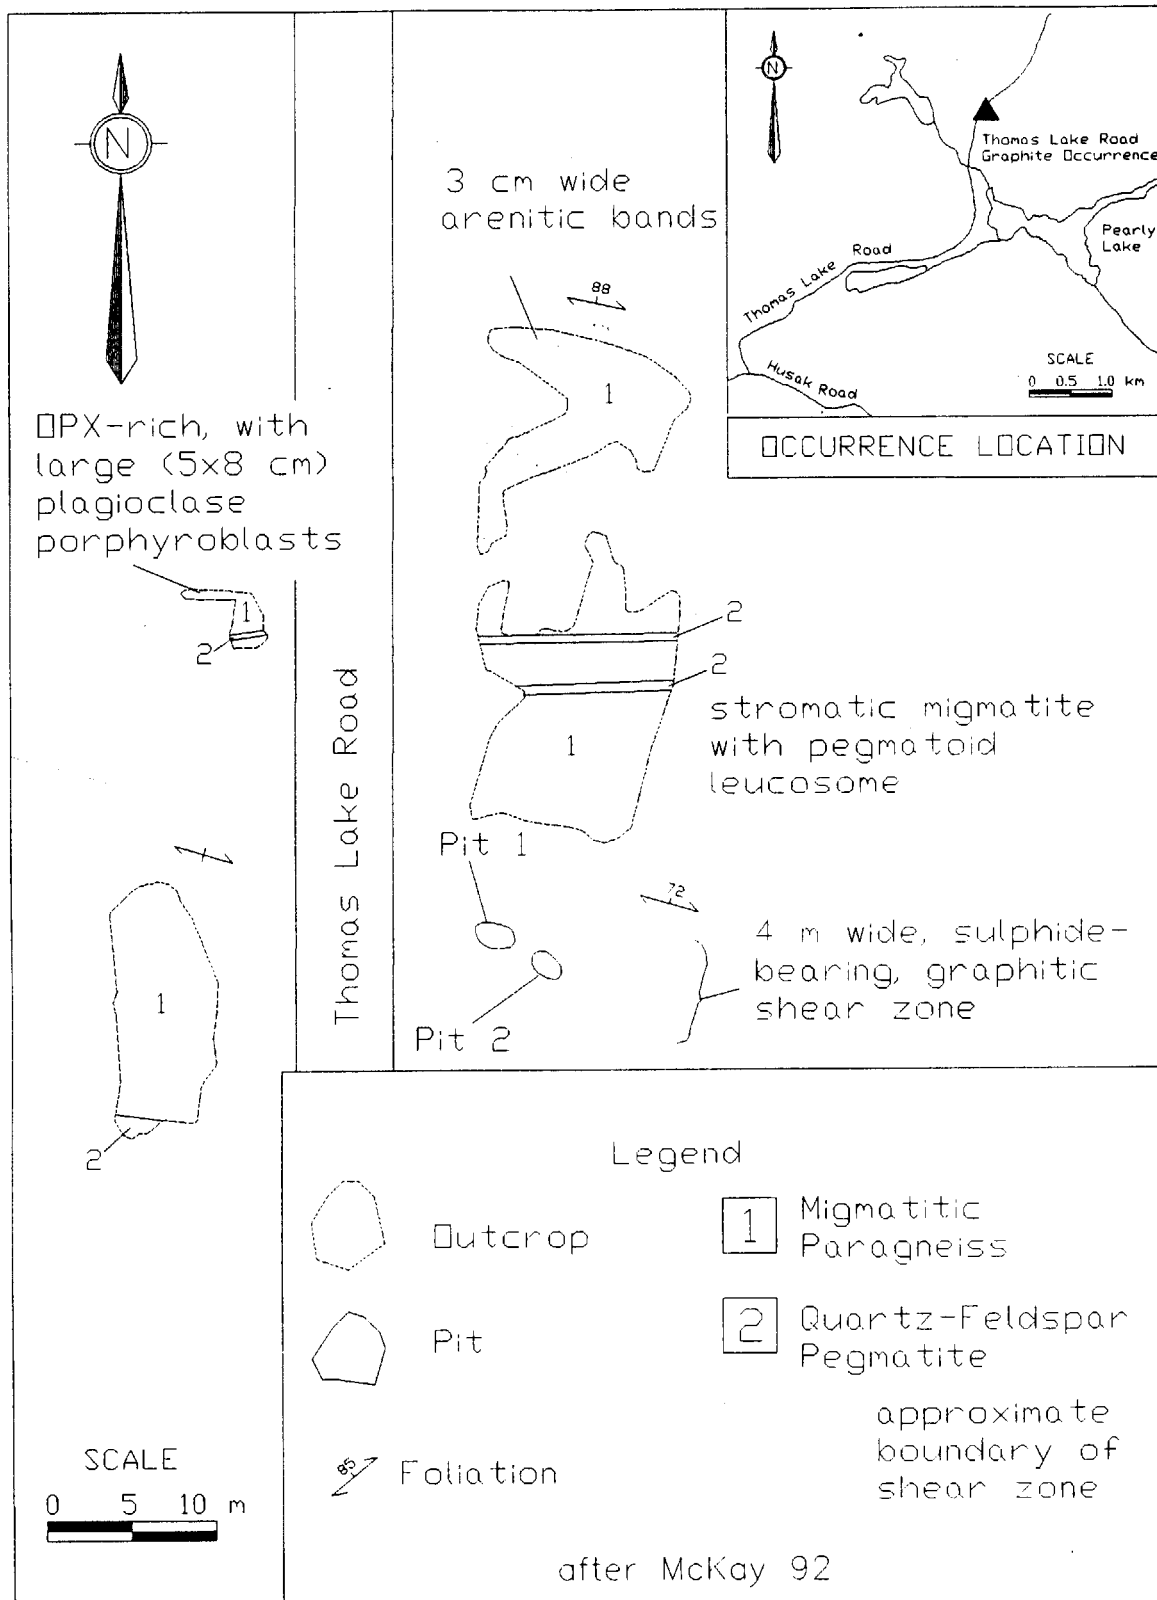 N
3 cm wide
arenitic bands
88
1
OPX-rich, with
large (5x8 cm)
plagioclase
porphyroblasts
1
2
N
Thomas Lake Road
Graphite Occurrence
Pearly
Lake
Thomas Lake Road
Husak Road
SCALE
0 0.5 1.0 km
OCCURRENCE LOCATION
2
2
1
stromatic migmatite
with pegmatoid
leucosome
Thomas Lake Road
Pit 1
Pit 2
72
4 m wide, sulphide-
bearing, graphitic
shear zone
1
2
Legend
Outcrop
Pit
85 Foliation
1 Migmatitic
Paragneiss
2 Quartz-Feldspar
Pegmatite
approximate
boundary of
shear zone
SCALE
0 5 10 m
after McKay 92